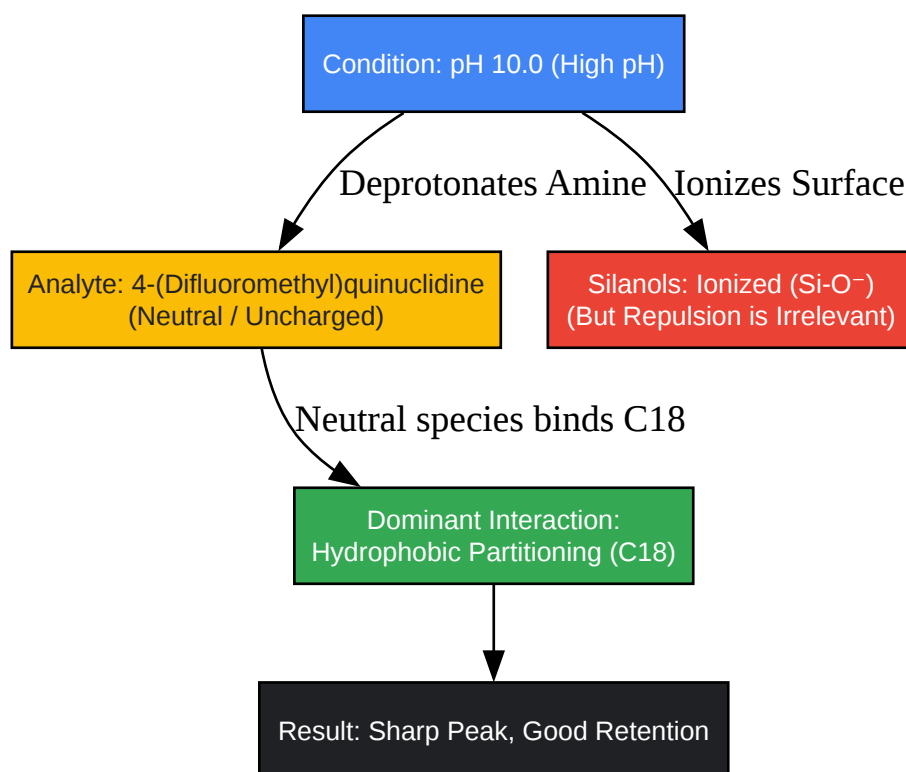 Condition: pH 10.0 (High pH)
Deprotonates Amine
Ionizes Surface
Analyte: 4-(Difluoromethyl)quinuclidine
(Neutral / Uncharged)
Silanols: Ionized (Si-O⁻)
(But Repulsion is Irrelevant)
Neutral species binds C18
Dominant Interaction:
Hydrophobic Partitioning (C18)
Result: Sharp Peak, Good Retention